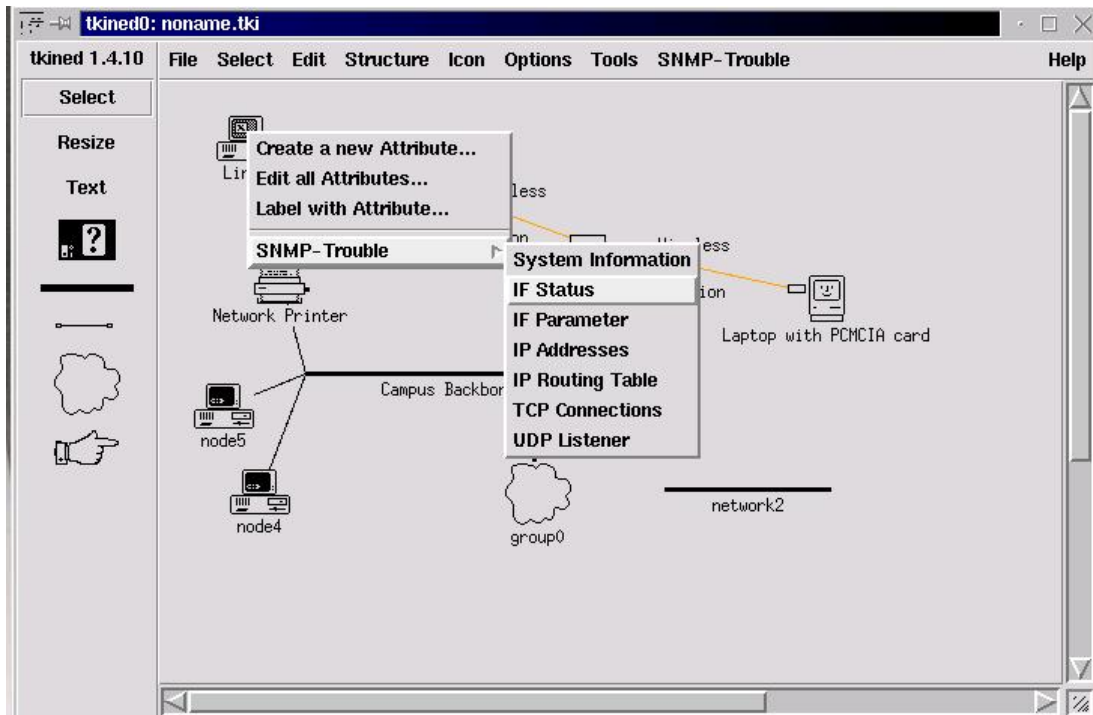 tkined0: noname.tki
tkined 1.4.10
File Select Edit Structure Icon Options Tools SNMP-Trouble Help
Select
Resize
Text
?
Create a new Attribute...
Edit all Attributes...
Label with Attribute...
SNMP-Trouble
System Information
IF Status
IF Parameter
IP Addresses
IP Routing Table
TCP Connections
UDP Listener
Network Printer
Laptop with PCMCIA card
Campus
node5
node4
group0
network2